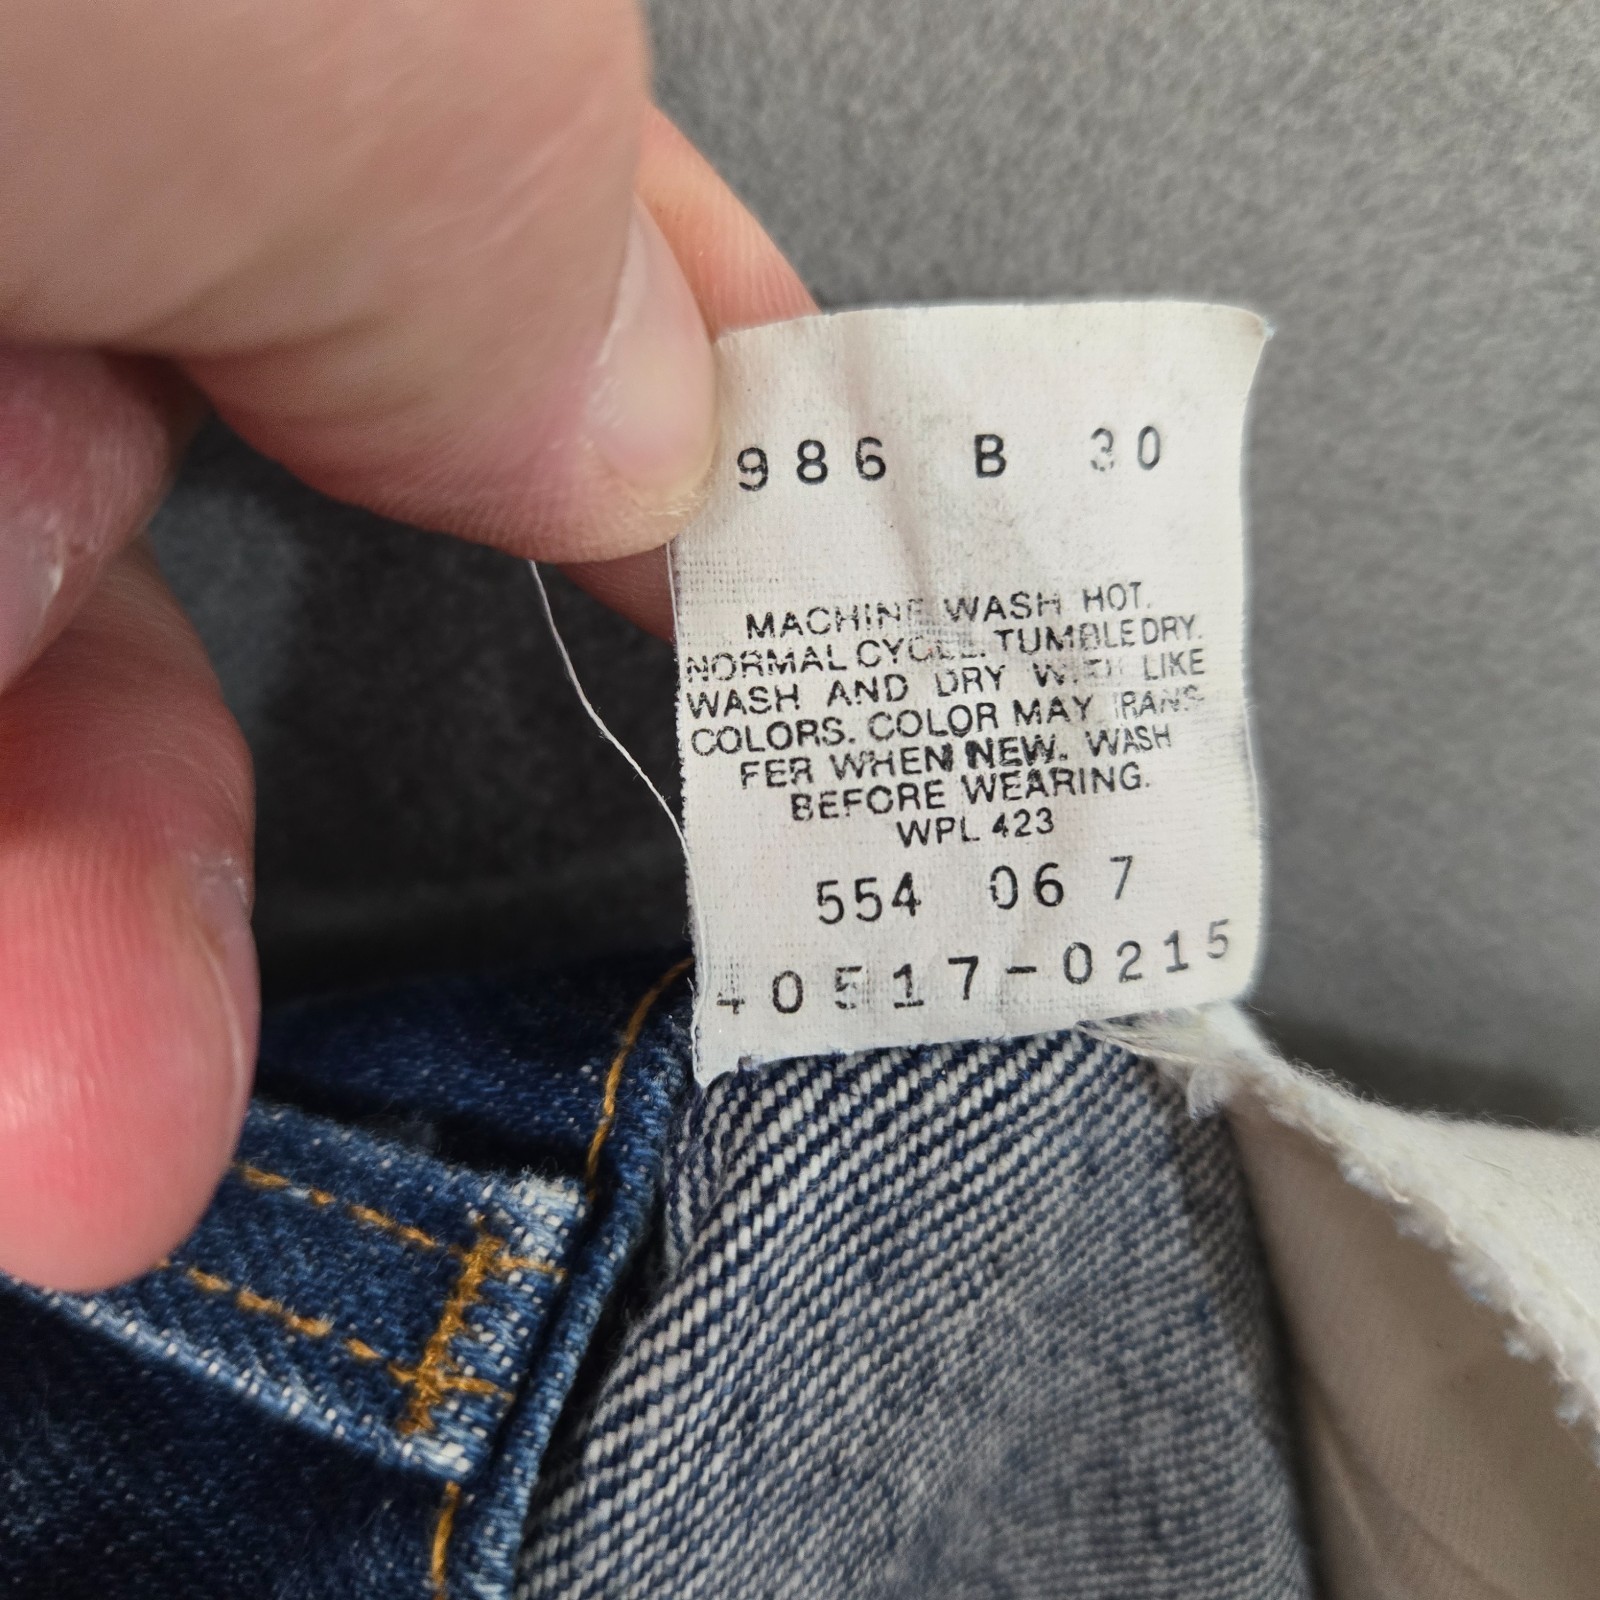 986 B 30
MACHINE WASH HOT.
NORMAL CYCLE. TUMBLE DRY.
WASH AND DRY WITH LIKE
COLORS. COLOR MAY TRANS-
FER WHEN NEW. WASH
BEFORE WEARING.
WPL 423
554 06 7
40517-0215